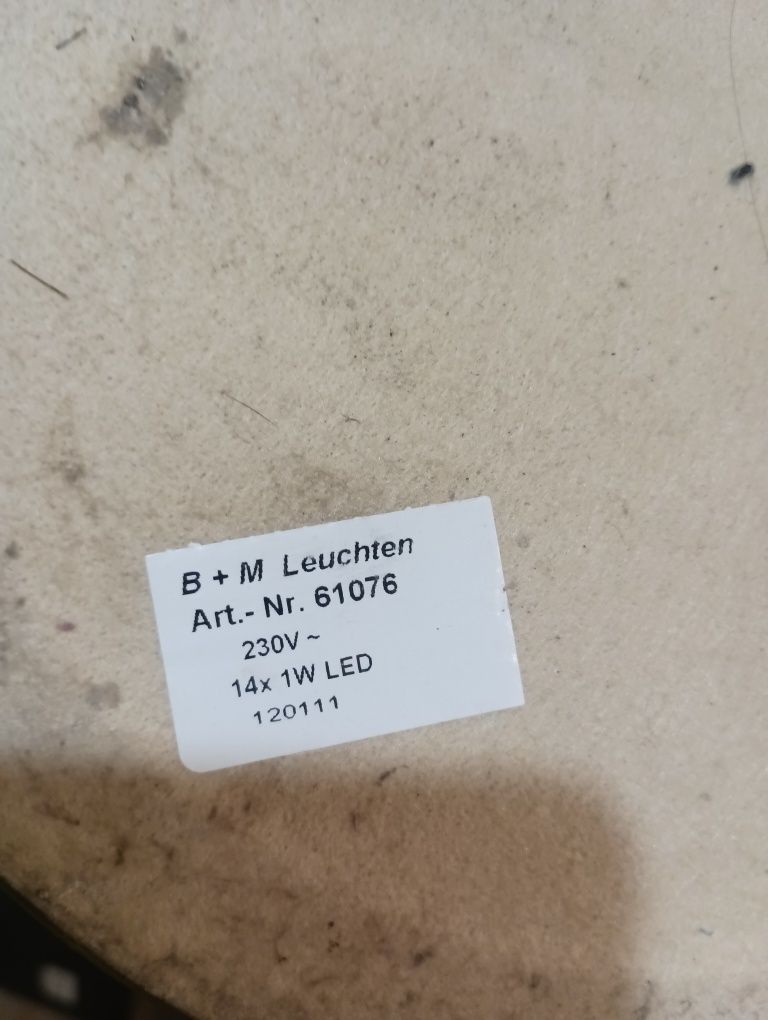 B + M Leuchten
Art.- Nr. 61076
230V ~
14x 1W LED
120111